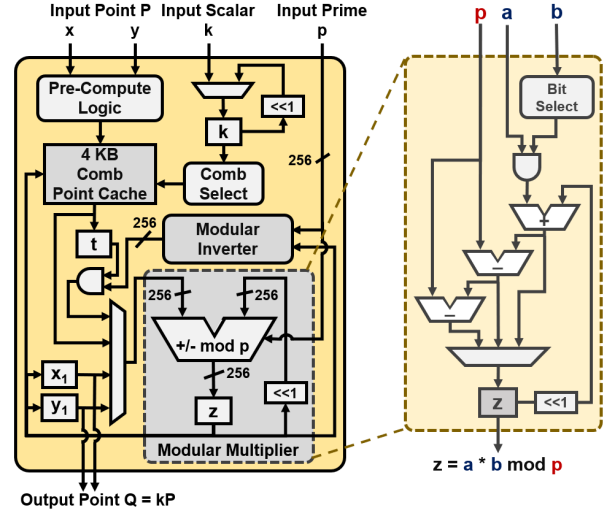 Input Point P
Input Scalar
Input Prime
x
y
k
p
Pre-Compute
Logic
<<1
k
4 KB
Comb
Point Cache
Comb
Select
256
t
256
Modular
Inverter
256
256
+/- mod p
x1
256
y1
z
<<1
Modular Multiplier
Output Point Q = kP
p
a
b
Bit
Select
+
–
–
z
<<1
z = a * b mod p